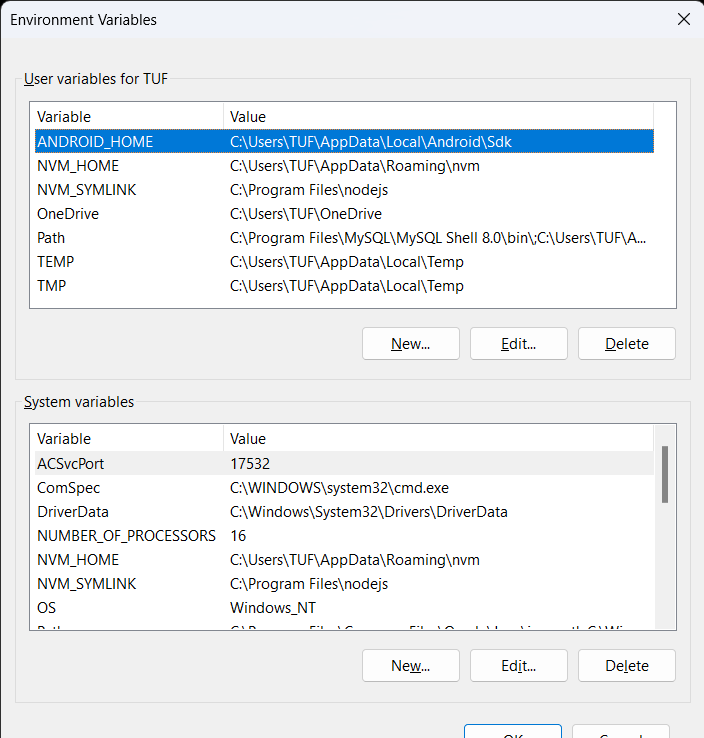 Environment Variables
User variables for TUF
Variable Value
ANDROID_HOME C:\Users\TUF\AppData\Local\Android\Sdk
NVM_HOME C:\Users\TUF\AppData\Roaming\nvm
NVM_SYMLINK C:\Program Files\nodejs
OneDrive C:\Users\TUF\OneDrive
Path C:\Program Files\MySQL\MySQL Shell 8.0\bin\;C:\Users\TUF\A...
TEMP C:\Users\TUF\AppData\Local\Temp
TMP C:\Users\TUF\AppData\Local\Temp
New... Edit... Delete
System variables
Variable Value
ACSvcPort 17532
ComSpec C:\WINDOWS\system32\cmd.exe
DriverData C:\Windows\System32\Drivers\DriverData
NUMBER_OF_PROCESSORS 16
NVM_HOME C:\Users\TUF\AppData\Roaming\nvm
NVM_SYMLINK C:\Program Files\nodejs
OS Windows_NT
New... Edit... Delete